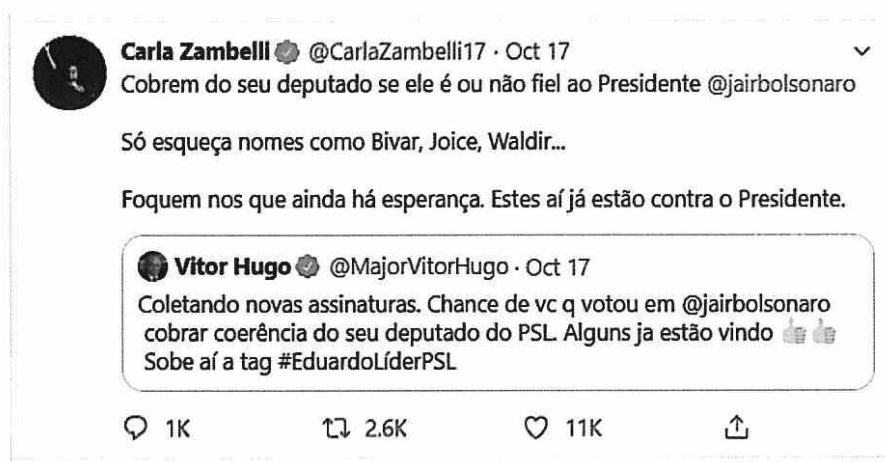 Carla Zambelli @CarlaZambelli17 · Oct 17
Cobrem do seu deputado se ele é ou não fiel ao Presidente @jairbolsonaro
Só esqueça nomes como Bivar, Joice, Waldir...
Foquem nos que ainda há esperança. Estes aí já estão contra o Presidente.
Vitor Hugo @MajorVitorHugo · Oct 17
Coletando novas assinaturas. Chance de vc q votou em @jairbolsonaro
cobrar coerência do seu deputado do PSL. Alguns ja estão vindo 👍👍
Sobe aí a tag #EduardoLíderPSL
1K 2.6K 11K